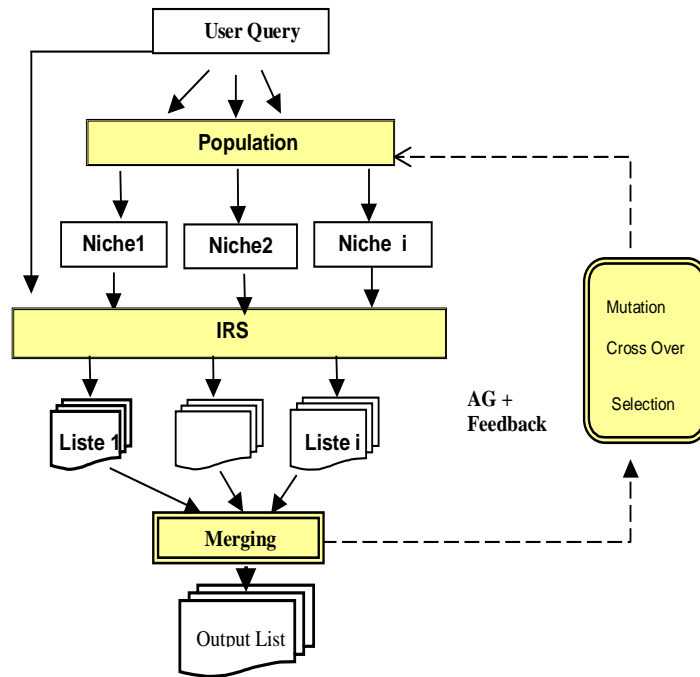 User Query
Population
Niche1
Niche2
Niche i
IRS
Mutation
Cross Over
Selection
AG +
Feedback
Liste 1
Liste i
Merging
Output List